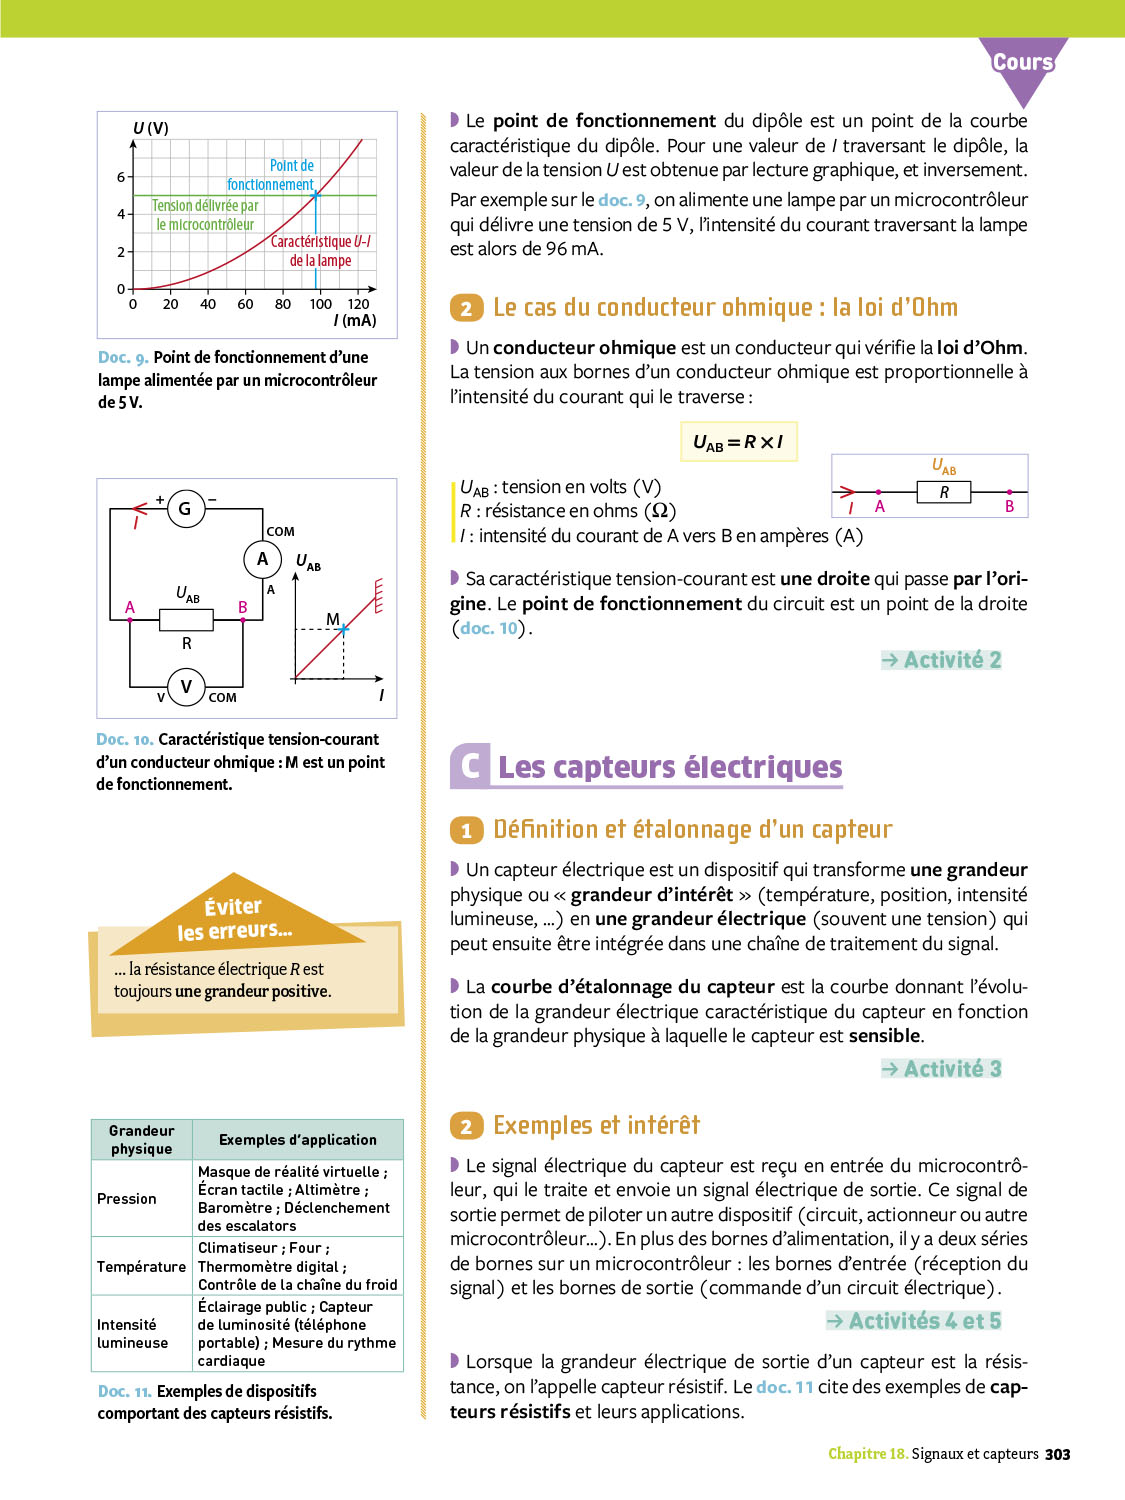 Cours
U (V)
6
4
2
0
0 20 40 60 80 100 120
I (mA)
Point de
fonctionnement
Tension délivrée par
le microcontrôleur
Caractéristique U-I
de la lampe
Doc. 9. Point de fonctionnement d'une
lampe alimentée par un microcontrôleur
de 5 V.
+ G –
I
COM
A
A
UAB
A B
R
V V COM
UAB
M
I
Doc. 10. Caractéristique tension-courant
d'un conducteur ohmique : M est un point
de fonctionnement.
Éviter
les erreurs...
... la résistance électrique R est
toujours une grandeur positive.
Grandeur
physique
Exemples d'application
Pression
Masque de réalité virtuelle ;
Écran tactile ; Altimètre ;
Baromètre ; Déclenchement
des escalators
Température
Climatiseur ; Four ;
Thermomètre digital ;
Contrôle de la chaîne du froid
Intensité
lumineuse
Éclairage public ; Capteur
de luminosité (téléphone
portable) ; Mesure du rythme
cardiaque
Doc. 11. Exemples de dispositifs
comportant des capteurs résistifs.
Le point de fonctionnement du dipôle est un point de la courbe
caractéristique du dipôle. Pour une valeur de I traversant le dipôle, la
valeur de la tension U est obtenue par lecture graphique, et inversement.
Par exemple sur le doc. 9, on alimente une lampe par un microcontrôleur
qui délivre une tension de 5 V, l'intensité du courant traversant la lampe
est alors de 96 mA.
2 Le cas du conducteur ohmique : la loi d'Ohm
Un conducteur ohmique est un conducteur qui vérifie la loi d'Ohm.
La tension aux bornes d'un conducteur ohmique est proportionnelle à
l'intensité du courant qui le traverse :
UAB = R × I
UAB : tension en volts (V)
R : résistance en ohms (Ω)
I : intensité du courant de A vers B en ampères (A)
UAB
R
I A B
Sa caractéristique tension-courant est une droite qui passe par l'ori-
gine. Le point de fonctionnement du circuit est un point de la droite
(doc. 10).
→ Activité 2
C Les capteurs électriques
1 Définition et étalonnage d'un capteur
Un capteur électrique est un dispositif qui transforme une grandeur
physique ou « grandeur d'intérêt » (température, position, intensité
lumineuse, ...) en une grandeur électrique (souvent une tension) qui
peut ensuite être intégrée dans une chaîne de traitement du signal.
La courbe d'étalonnage du capteur est la courbe donnant l'évolu-
tion de la grandeur électrique caractéristique du capteur en fonction
de la grandeur physique à laquelle le capteur est sensible.
→ Activité 3
2 Exemples et intérêt
Le signal électrique du capteur est reçu en entrée du microcontrô-
leur, qui le traite et envoie un signal électrique de sortie. Ce signal de
sortie permet de piloter un autre dispositif (circuit, actionneur ou autre
microcontrôleur...). En plus des bornes d'alimentation, il y a deux séries
de bornes sur un microcontrôleur : les bornes d'entrée (réception du
signal) et les bornes de sortie (commande d'un circuit électrique).
→ Activités 4 et 5
Lorsque la grandeur électrique de sortie d'un capteur est la résis-
tance, on l'appelle capteur résistif. Le doc. 11 cite des exemples de cap-
teurs résistifs et leurs applications.
Chapitre 18. Signaux et capteurs 303